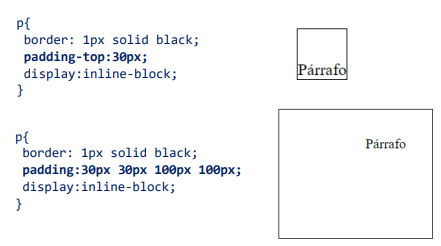 p{
border: 1px solid black;
padding-top:30px;
display:inline-block;
}
Párrafo
p{
border: 1px solid black;
padding:30px 30px 100px 100px;
display:inline-block;
}
Párrafo